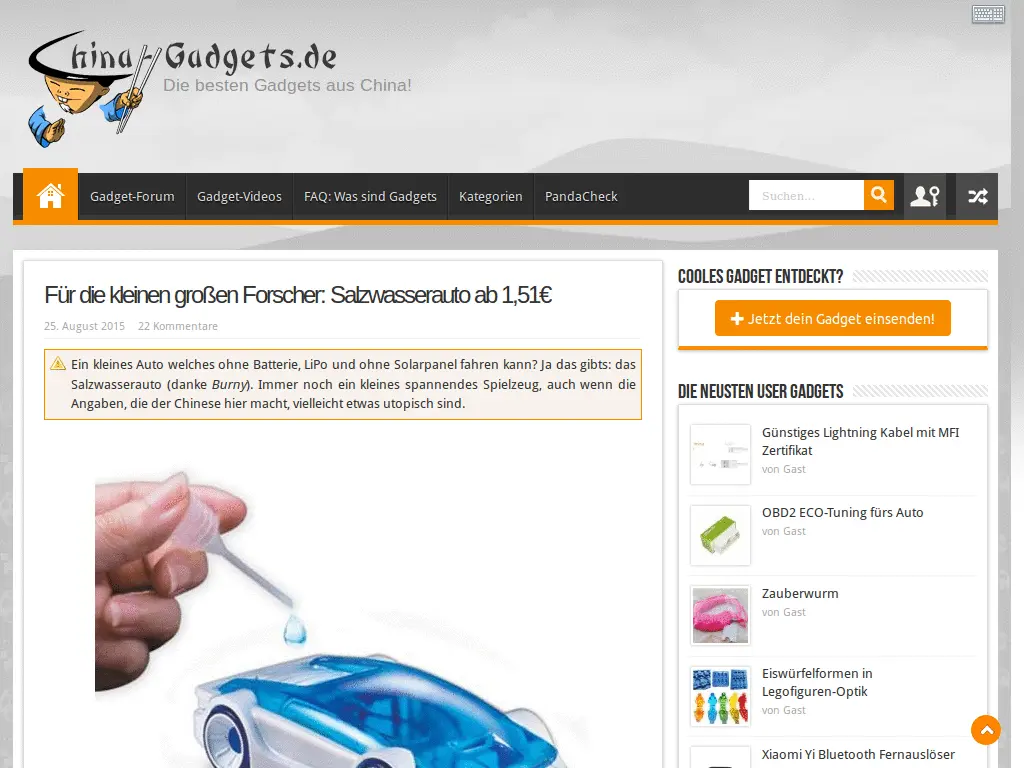 China-Gadgets.de
Die besten Gadgets aus China!
Gadget-Forum
Gadget-Videos
FAQ: Was sind Gadgets
Kategorien
PandaCheck
Suchen...
Für die kleinen großen Forscher: Salzwasserauto ab 1,51€
25. August 2015 22 Kommentare
Ein kleines Auto welches ohne Batterie, LiPo und ohne Solarpanel fahren kann? Ja das gibts: das
Salzwasserauto (danke Burny). Immer noch ein kleines spannendes Spielzeug, auch wenn die
Angaben, die der Chinese hier macht, vielleicht etwas utopisch sind.
COOLES GADGET ENTDECKT?
Jetzt dein Gadget einsenden!
DIE NEUSTEN USER GADGETS
Günstiges Lightning Kabel mit MFI
Zertifikat
von Gast
OBD2 ECO-Tuning fürs Auto
von Gast
Zauberwurm
von Gast
Eiswürfelformen in
Legofiguren-Optik
von Gast
Xiaomi Yi Bluetooth Fernauslöser